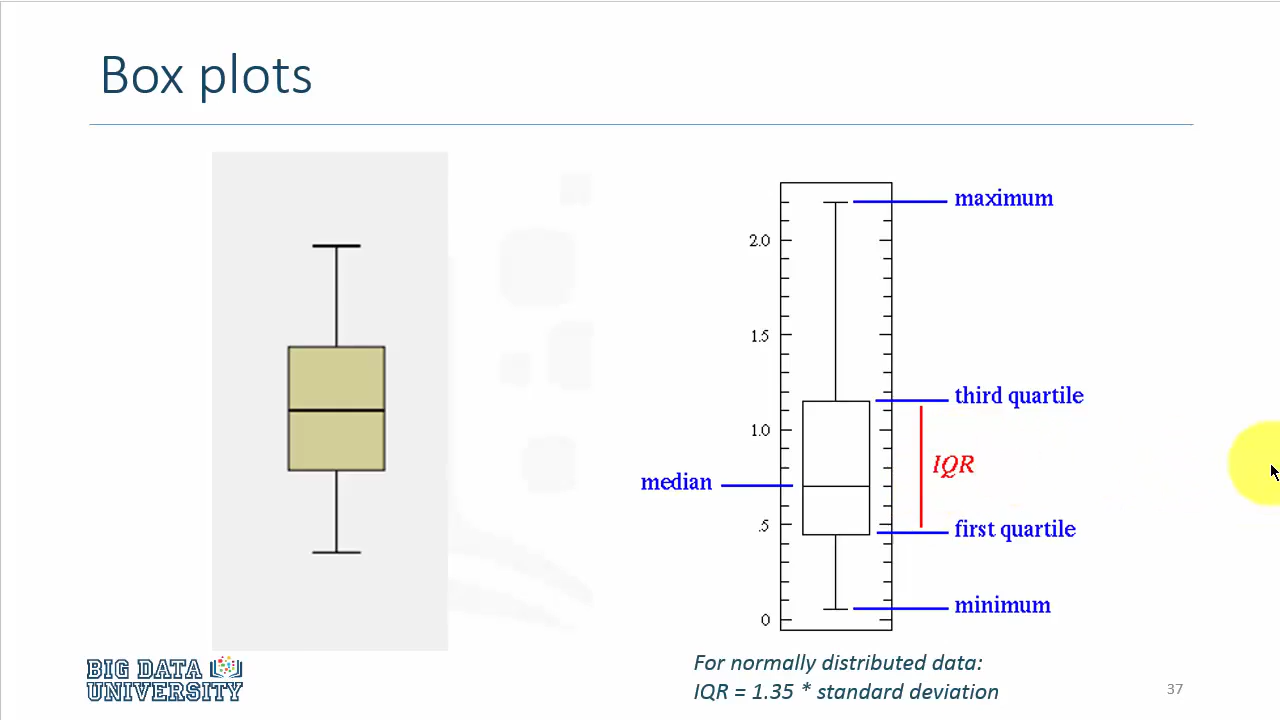 Box plots
maximum
2.0
1.5
third quartile
1.0
IQR
median
.5
first quartile
minimum
0
For normally distributed data:
IQR = 1.35 * standard deviation
BIG DATA
UNIVERSITY
37